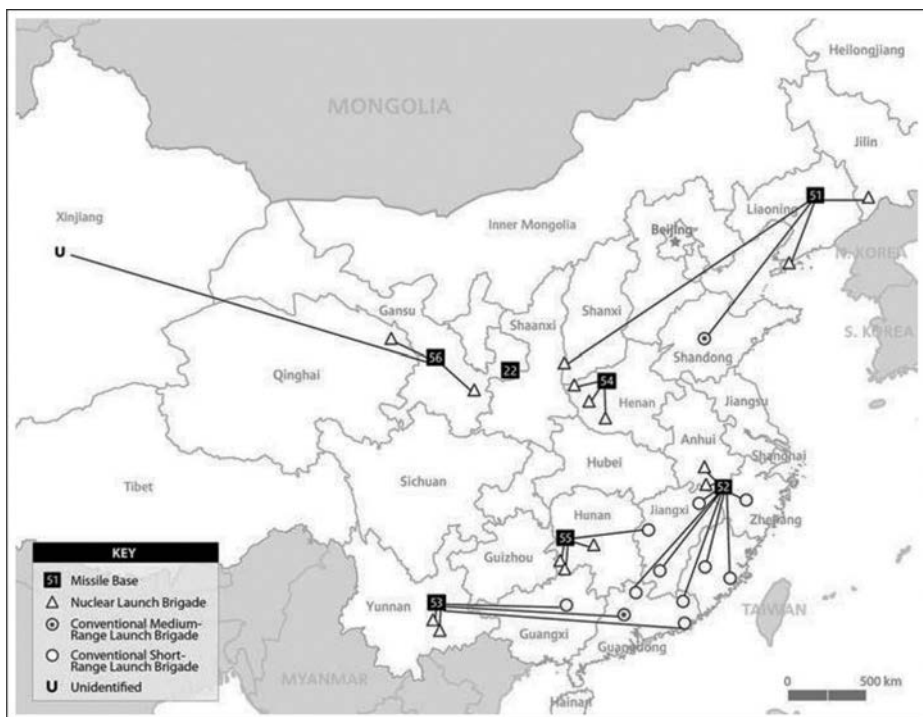 Heilongjiang
MONGOLIA
Jilin
Xinjiang
51
Liaoning
Inner Mongolia
Beijing
N. KOREA
U
Gansu
Shaanxi
Shanxi
S. KOREA
56
22
Shandong
Qinghai
54
Henan
Jiangsu
Anhui
Shanghai
Hubei
Tibet
Sichuan
52
Hunan
Jiangxi
Zhejiang
55
Guizhou
KEY
51 Missile Base
Nuclear Launch Brigade
Conventional Medium-
Range Launch Brigade
Conventional Short-
Range Launch Brigade
U Unidentified
Yunnan
53
TAIWAN
Guangxi
Guangdong
MYANMAR
Hainan
0 500 km